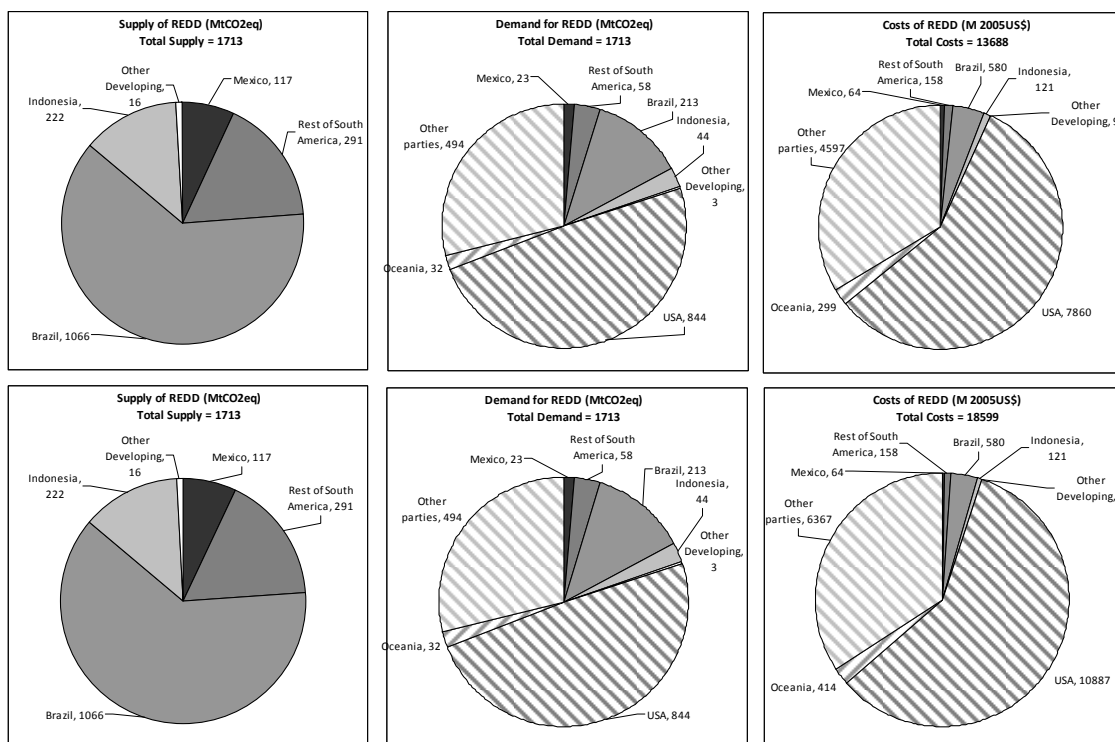 Supply of REDD (MtCO2eq)
Total Supply = 1713
Other
Developing,
16
Mexico, 117
Indonesia,
222
Rest of South
America, 291
Brazil, 1066
Demand for REDD (MtCO2eq)
Total Demand = 1713
Mexico, 23
Rest of South
America, 58
Brazil, 213
Indonesia,
44
Other
parties, 494
Other
Developing,
3
Oceania, 32
USA, 844
Costs of REDD (M 2005US$)
Total Costs = 13688
Rest of South
America, 158
Brazil, 580
Indonesia,
121
Mexico, 64
Other
Developing, 9
Other
parties, 4597
Oceania, 299
USA, 7860
Supply of REDD (MtCO2eq)
Total Supply = 1713
Other
Developing,
16
Mexico, 117
Indonesia,
222
Rest of South
America, 291
Brazil, 1066
Demand for REDD (MtCO2eq)
Total Demand = 1713
Mexico, 23
Rest of South
America, 58
Brazil, 213
Indonesia,
44
Other
parties, 494
Other
Developing,
3
Oceania, 32
USA, 844
Costs of REDD (M 2005US$)
Total Costs = 18599
Rest of South
America, 158
Brazil, 580
Indonesia,
121
Mexico, 64
Other
Developing,
Other
parties, 6367
Oceania, 414
USA, 10887